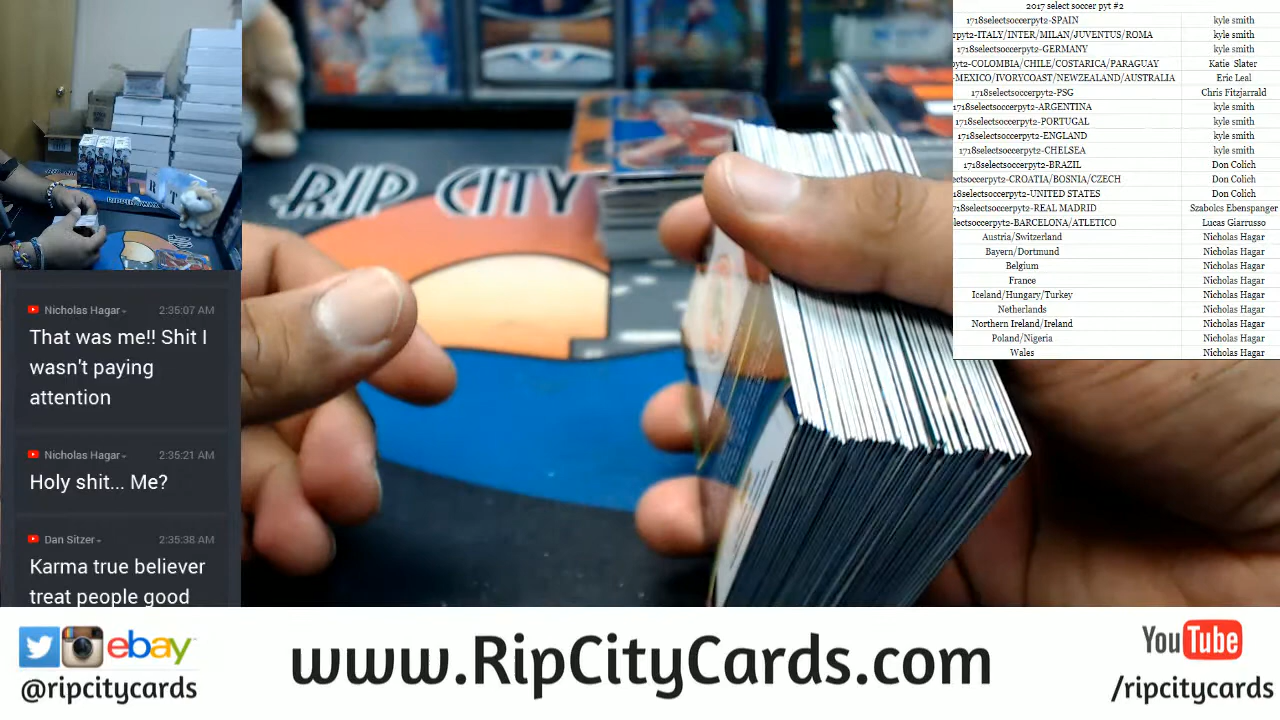 2017 select soccer pyt #2
1718selectsoccerpyt2-SPAIN kyle smith
rpyt2-ITALY/INTER/MILAN/JUVENTUS/ROMA kyle smith
1718selectsoccerpyt2-GERMANY kyle smith
pyt2-COLOMBIA/CHILE/COSTARICA/PARAGUAY Katie Slater
-MEXICO/IVORYCOAST/NEWZEALAND/AUSTRALIA Eric Leal
1718selectsoccerpyt2-PSG Chris Fitzjarrald
1718selectsoccerpyt2-ARGENTINA kyle smith
1718selectsoccerpyt2-PORTUGAL kyle smith
1718selectsoccerpyt2-ENGLAND kyle smith
1718selectsoccerpyt2-CHELSEA kyle smith
1718selectsoccerpyt2-BRAZIL Don Colich
ectsoccerpyt2-CROATIA/BOSNIA/CZECH Don Colich
18selectsoccerpyt2-UNITED STATES Don Colich
718selectsoccerpyt2-REAL MADRID Szabolcs Ebenspanger
lectsoccerpyt2-BARCELONA/ATLETICO Lucas Giarrusso
Austria/Switzerland Nicholas Hagar
Bayern/Dortmund Nicholas Hagar
Belgium Nicholas Hagar
France Nicholas Hagar
Iceland/Hungary/Turkey Nicholas Hagar
Netherlands Nicholas Hagar
Northern Ireland/Ireland Nicholas Hagar
Poland/Nigeria Nicholas Hagar
Wales Nicholas Hagar
RIP CITY
Nicholas Hagar 2:35:07 AM
That was me!! Shit I
wasn't paying
attention
Nicholas Hagar 2:35:21 AM
Holy shit... Me?
Dan Sitzer 2:35:38 AM
Karma true believer
treat people good
ebay
@ripcitycards
www.RipCityCards.com
YouTube
/ripcitycards